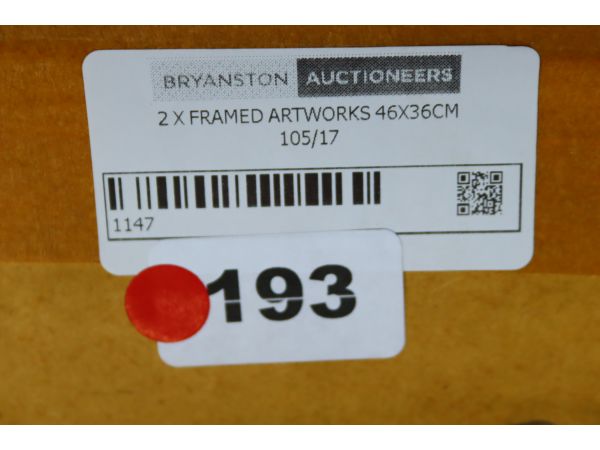 BRYANSTON AUCTIONEERS
2 X FRAMED ARTWORKS 46X36CM
105/17
1147
193